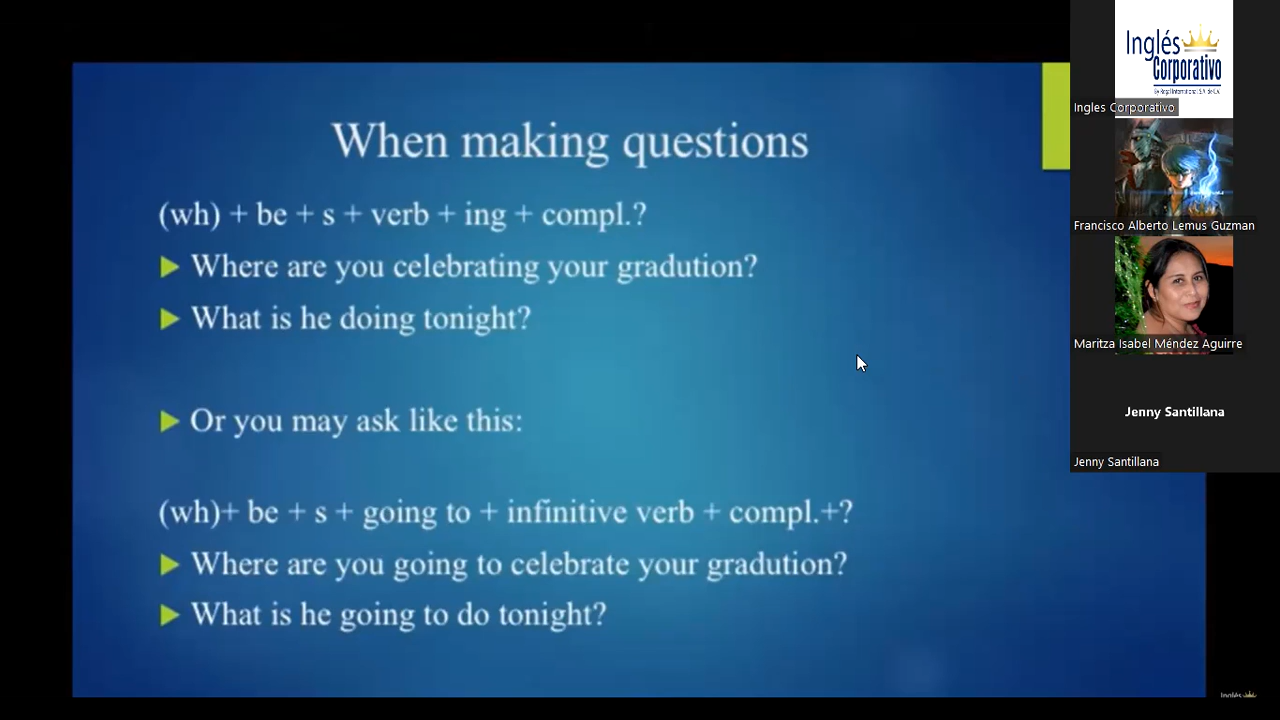 When making questions
(wh) + be + s + verb + ing + compl.?
Where are you celebrating your gradution?
What is he doing tonight?
Or you may ask like this:
(wh)+ be + s + going to + infinitive verb + compl.+?
Where are you going to celebrate your gradution?
What is he going to do tonight?
Inglés
Corporativo
Ingles Corporativo
Francisco Alberto Lemus Guzman
Maritza Isabel Méndez Aguirre
Jenny Santillana
Jenny Santillana
Inglés